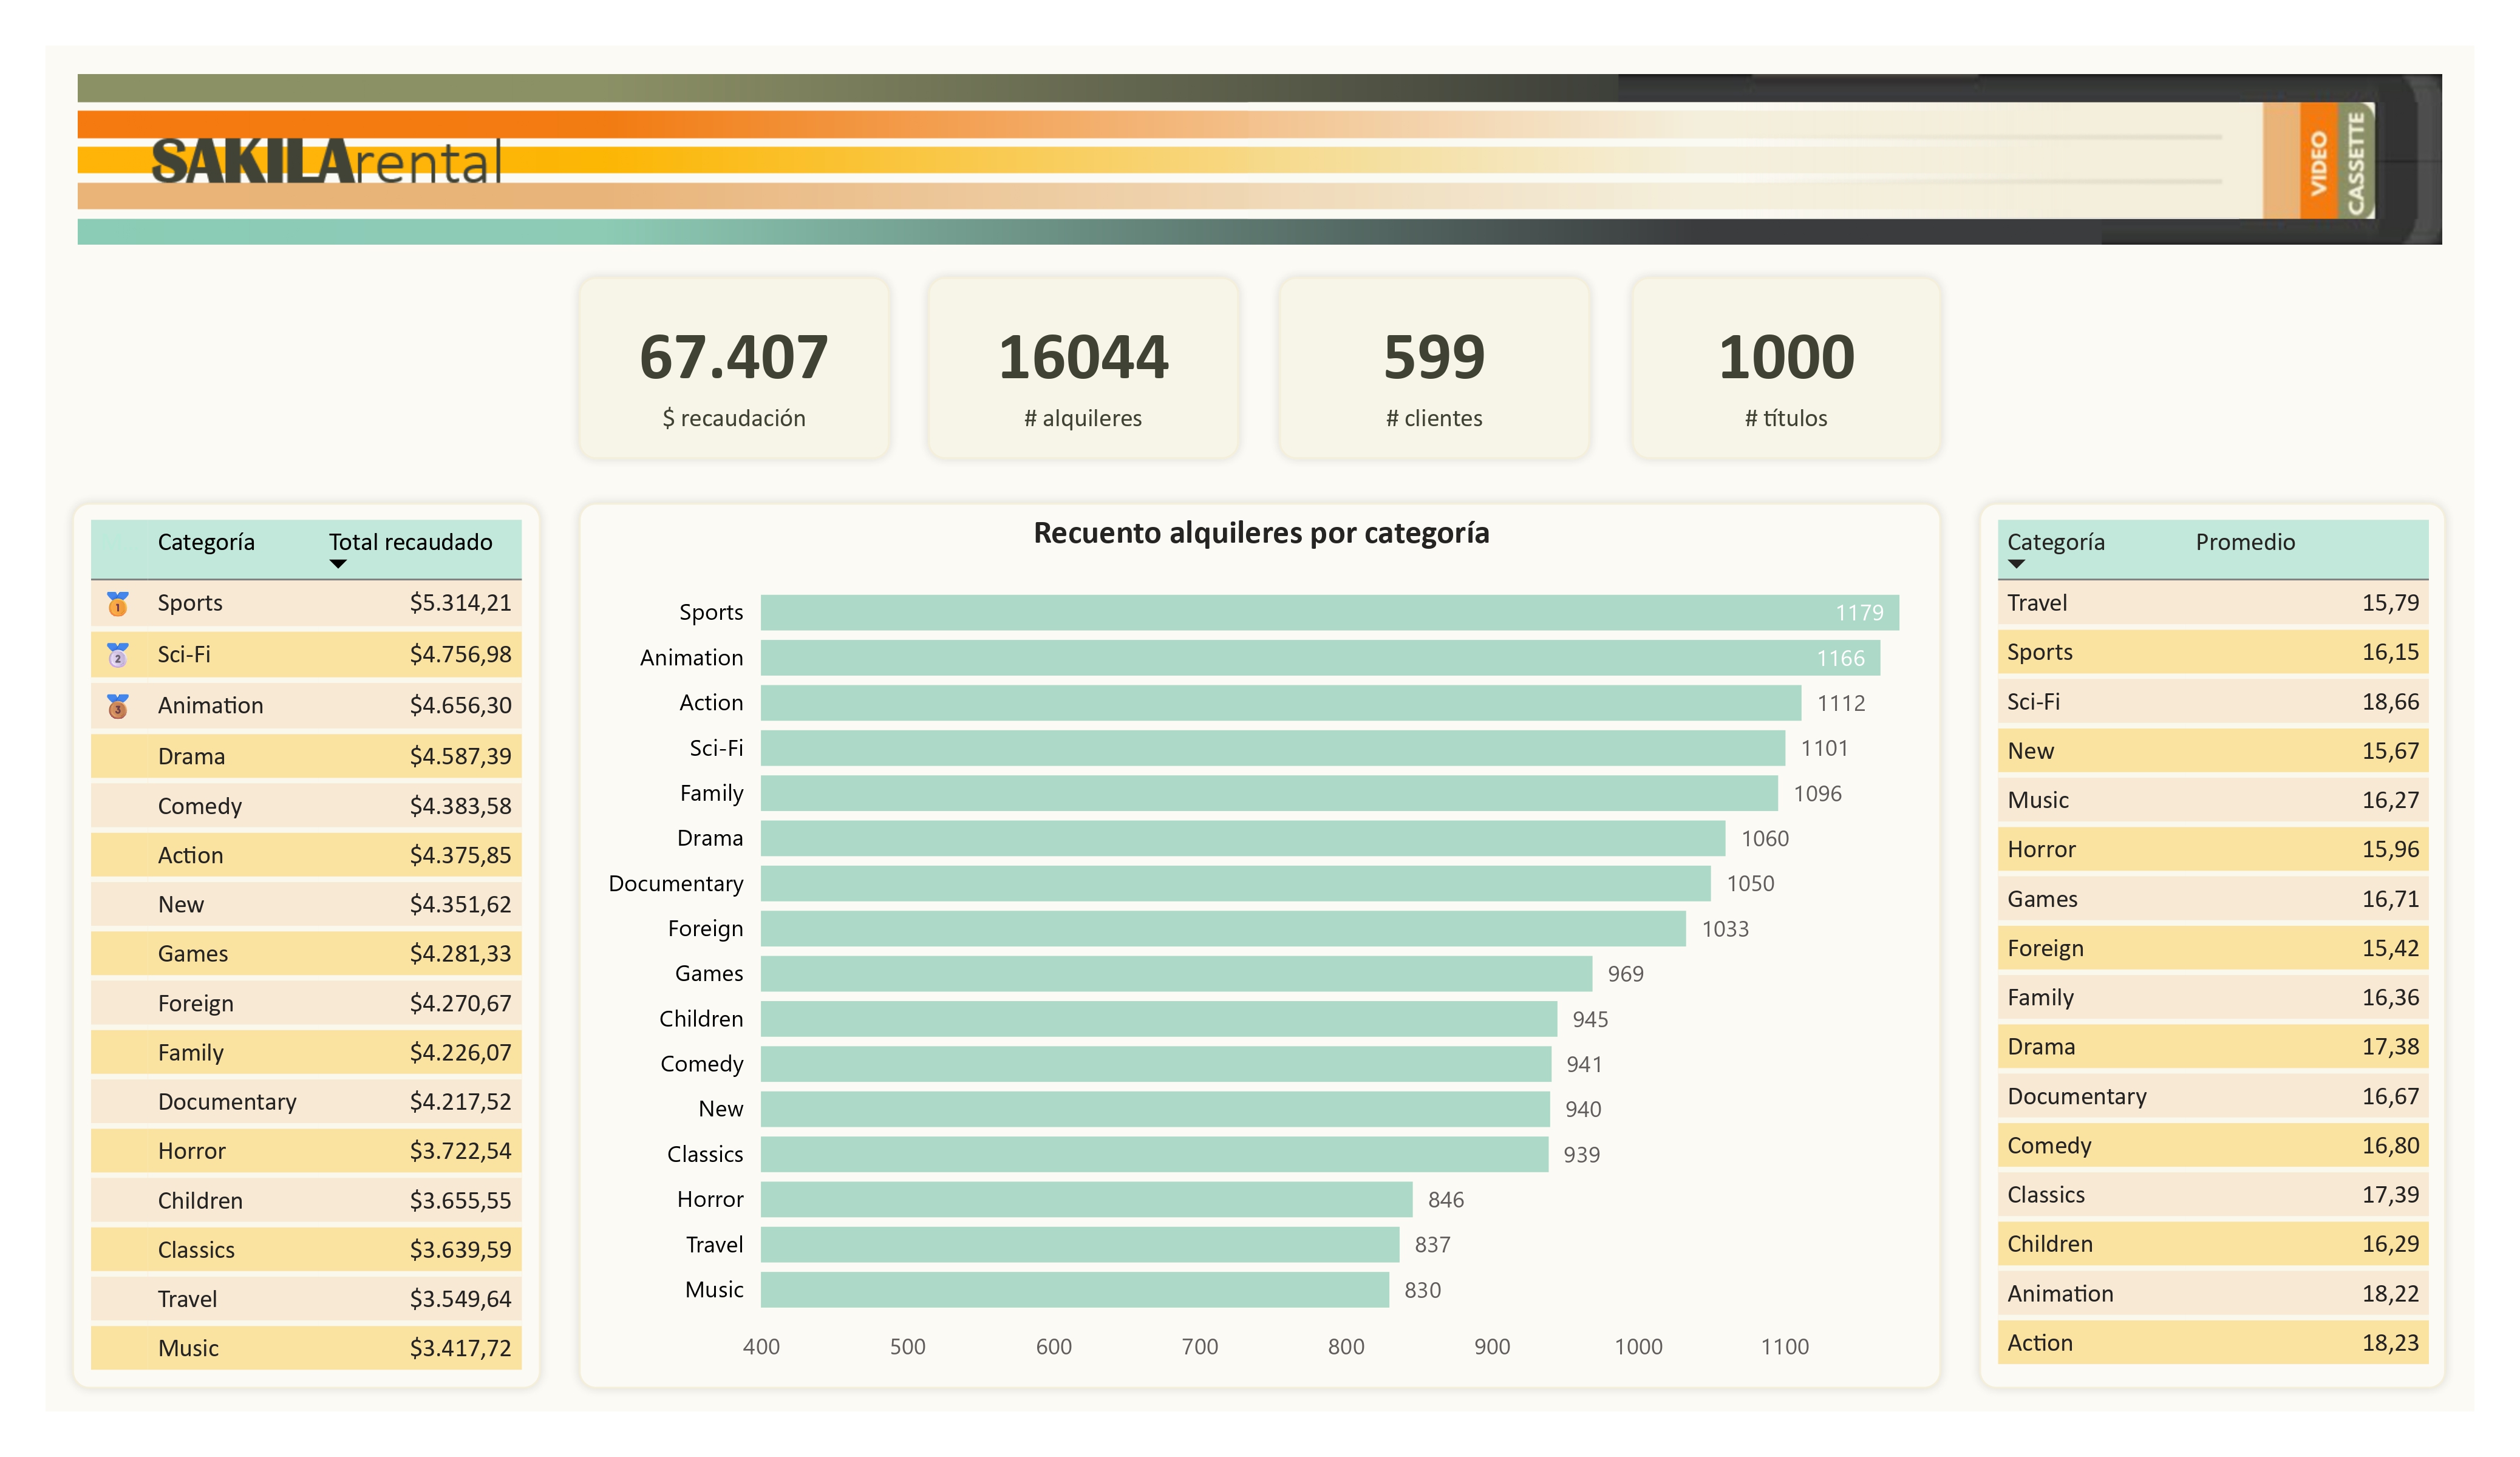 SAKILArental
VIDEO
CASSETTE
67.407
$ recaudación
16044
# alquileres
599
# clientes
1000
# títulos
Categoría Total recaudado
1 Sports $5.314,21
2 Sci-Fi $4.756,98
3 Animation $4.656,30
Drama $4.587,39
Comedy $4.383,58
Action $4.375,85
New $4.351,62
Games $4.281,33
Foreign $4.270,67
Family $4.226,07
Documentary $4.217,52
Horror $3.722,54
Children $3.655,55
Classics $3.639,59
Travel $3.549,64
Music $3.417,72
Recuento alquileres por categoría
Sports 1179
Animation 1166
Action 1112
Sci-Fi 1101
Family 1096
Drama 1060
Documentary 1050
Foreign 1033
Games 969
Children 945
Comedy 941
New 940
Classics 939
Horror 846
Travel 837
Music 830
400 500 600 700 800 900 1000 1100
Categoría Promedio
Travel 15,79
Sports 16,15
Sci-Fi 18,66
New 15,67
Music 16,27
Horror 15,96
Games 16,71
Foreign 15,42
Family 16,36
Drama 17,38
Documentary 16,67
Comedy 16,80
Classics 17,39
Children 16,29
Animation 18,22
Action 18,23